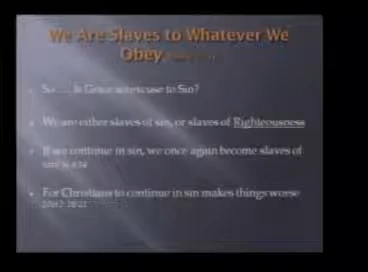 We Are Slaves to Whatever We
Obey
So.... Is Grace an excuse to Sin?
We are either slaves of sin, or slaves of Righteousness
If we continue in sin, we once again become slaves of
For Christians to continue in sin makes things worse